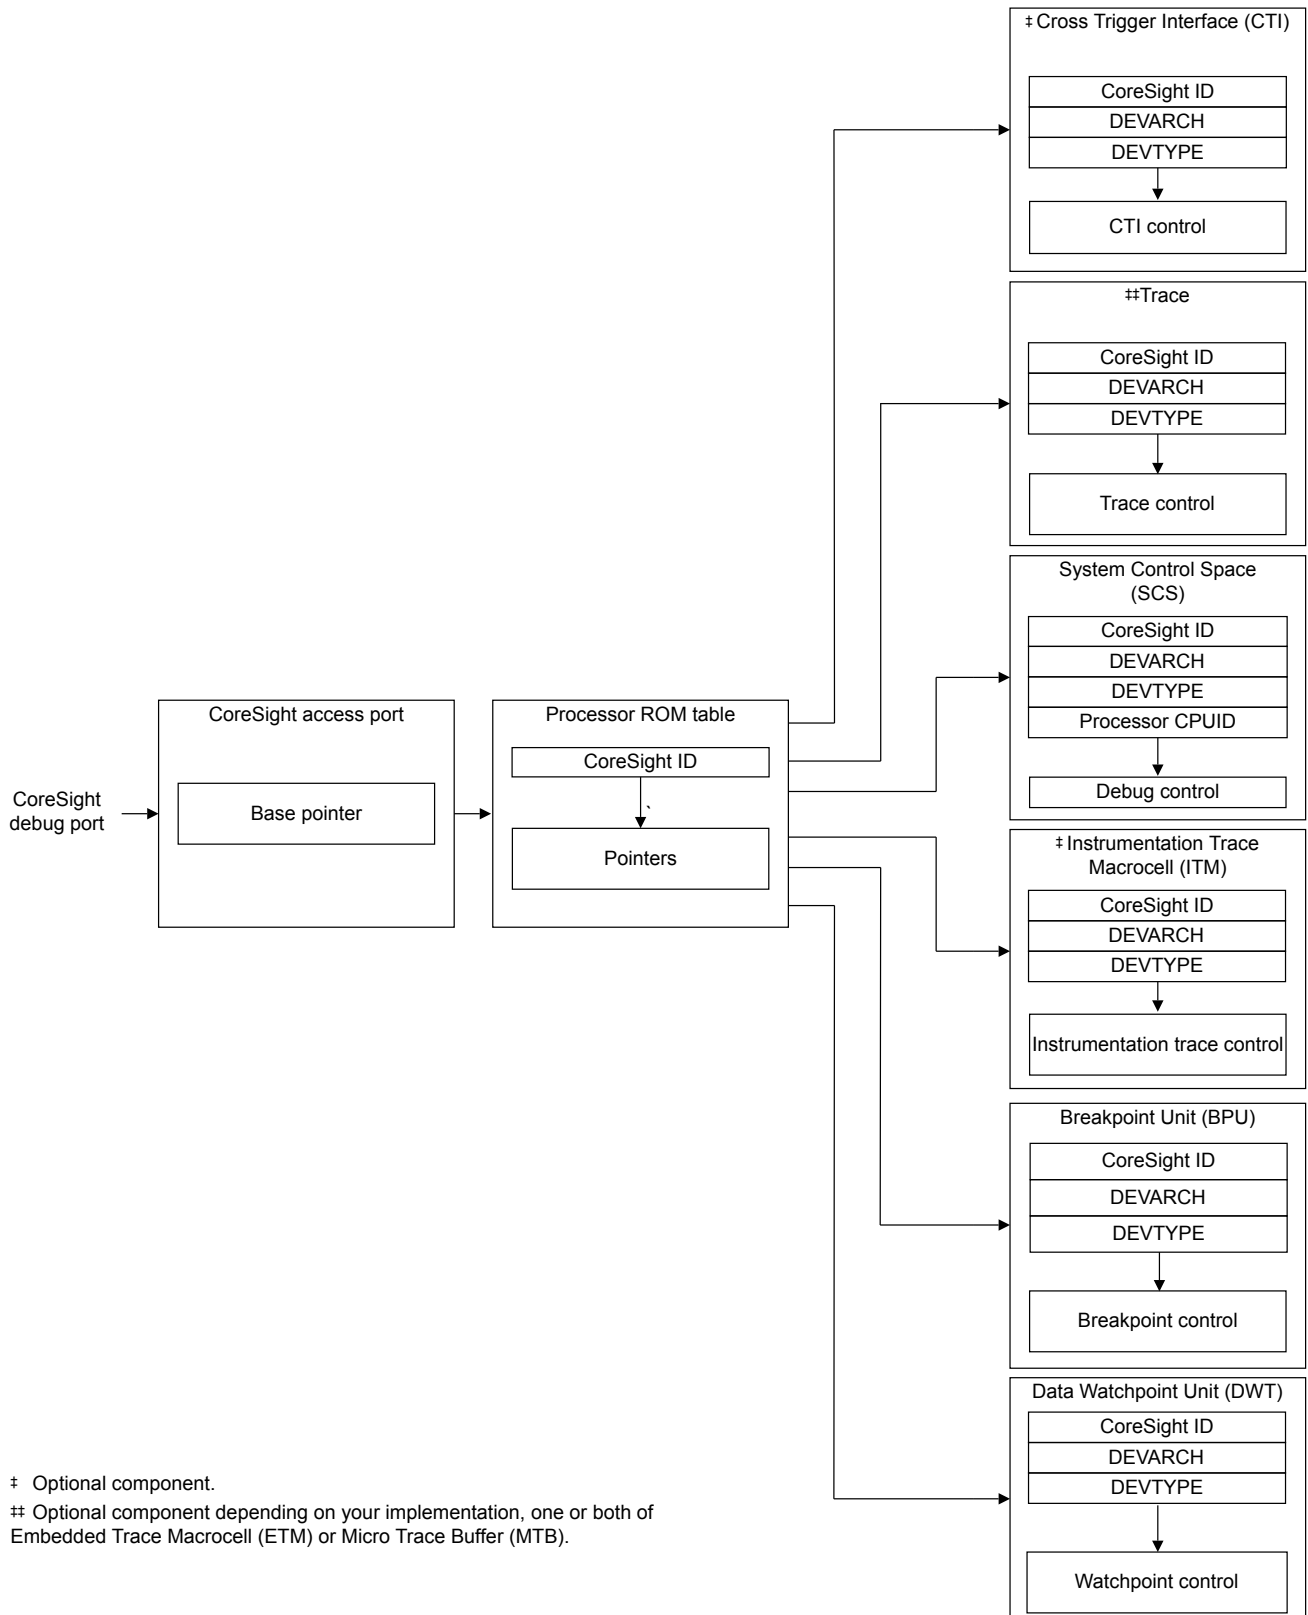 ‡ Cross Trigger Interface (CTI)
CoreSight ID
DEVARCH
DEVTYPE
CTI control
‡‡Trace
CoreSight ID
DEVARCH
DEVTYPE
Trace control
System Control Space
(SCS)
CoreSight ID
DEVARCH
DEVTYPE
Processor CPUID
Debug control
CoreSight
debug port
CoreSight access port
Base pointer
Processor ROM table
CoreSight ID
`
Pointers
‡ Instrumentation Trace
Macrocell (ITM)
CoreSight ID
DEVARCH
DEVTYPE
Instrumentation trace control
Breakpoint Unit (BPU)
CoreSight ID
DEVARCH
DEVTYPE
Breakpoint control
Data Watchpoint Unit (DWT)
CoreSight ID
DEVARCH
DEVTYPE
Watchpoint control
‡ Optional component.
‡‡ Optional component depending on your implementation, one or both of
Embedded Trace Macrocell (ETM) or Micro Trace Buffer (MTB).